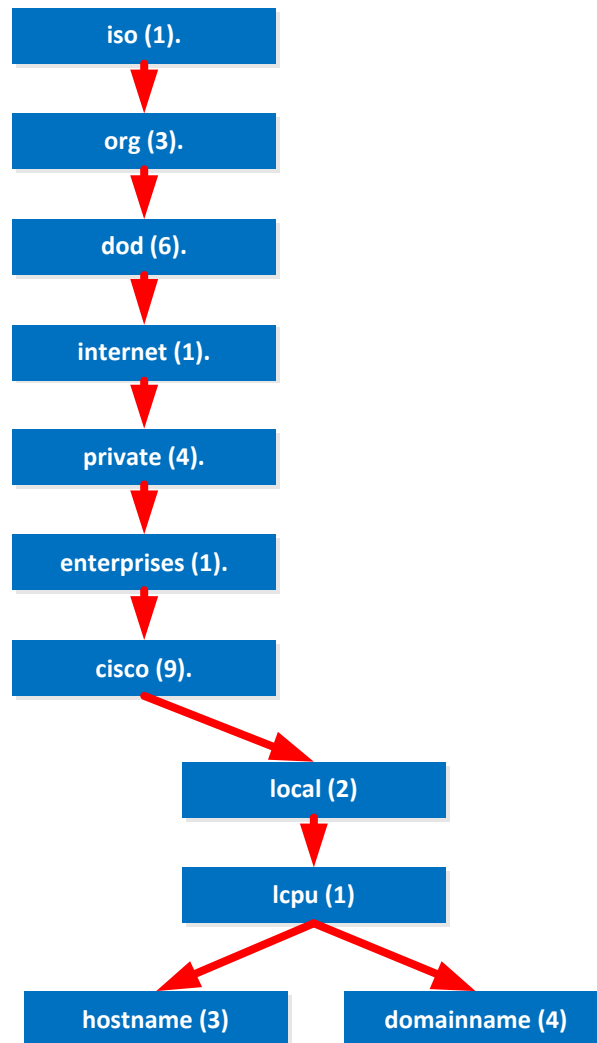 iso (1).
org (3).
dod (6).
internet (1).
private (4).
enterprises (1).
cisco (9).
local (2)
lcpu (1)
hostname (3)
domainname (4)